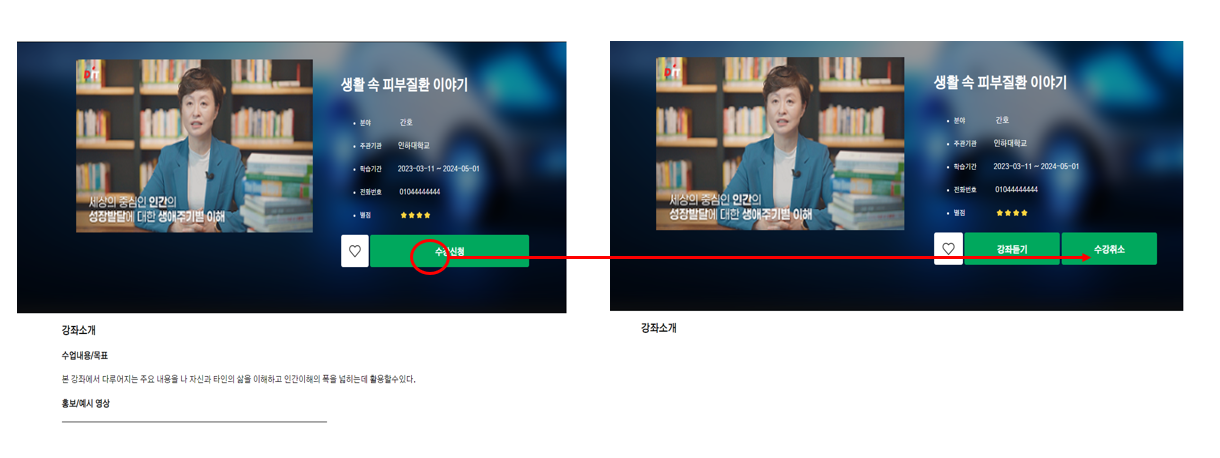 생활 속 피부질환 이야기
분야 간호
주관기관 인하대학교
학습기간 2023-03-11 ~ 2024-05-01
전화번호 01044444444
별점
세상의 중심인 인간의
성장발달에 대한 생애주기별 이해
수강신청
강좌소개
수업내용/목표
본 강좌에서 다루어지는 주요 내용을 나 자신과 타인의 삶을 이해하고 인간이해의 폭을 넓히는데 활용할수있다.
홍보/예시 영상
생활 속 피부질환 이야기
분야 간호
주관기관 인하대학교
학습기간 2023-03-11 ~ 2024-05-01
전화번호 01044444444
별점
세상의 중심인 인간의
성장발달에 대한 생애주기별 이해
강좌듣기 수강취소
강좌소개